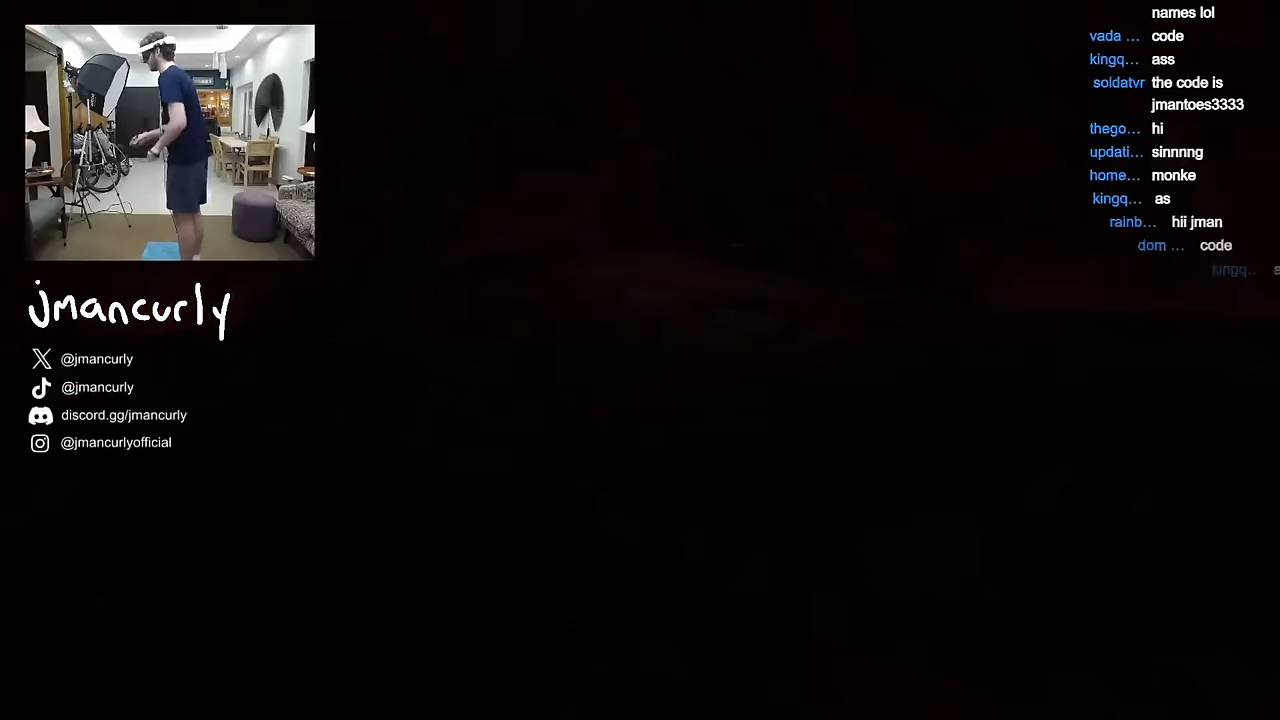 names lol
vada ... code
kingq... ass
soldatvr the code is
jmantoes3333
thego... hi
updati... sinnnng
home... monke
kingq... as
rainb... hii jman
dom ... code
kingq...
jmancurly
@jmancurly
@jmancurly
discord.gg/jmancurly
@jmancurlyofficial